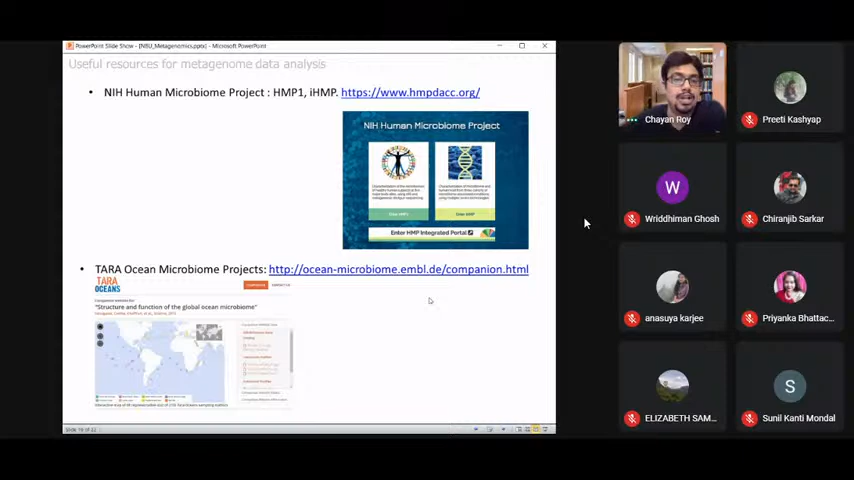 PowerPoint Slide Show - [NSU_Metagenomics.pptx] - Microsoft PowerPoint
Useful resources for metagenome data analysis
• NIH Human Microbiome Project : HMP1, iHMP. https://www.hmpdacc.org/
NIH Human Microbiome Project
Enter HMP Integrated Portal
• TARA Ocean Microbiome Projects: http://ocean-microbiome.embl.de/companion.html
TARA
OCEANS
"Structure and function of the global ocean microbiome"
Chayan Roy
Preeti Kashyap
W
Wriddhiman Ghosh
Chiranjib Sarkar
anasuya karjee
Priyanka Bhattac...
ELIZABETH SAM...
S
Sunil Kanti Mondal